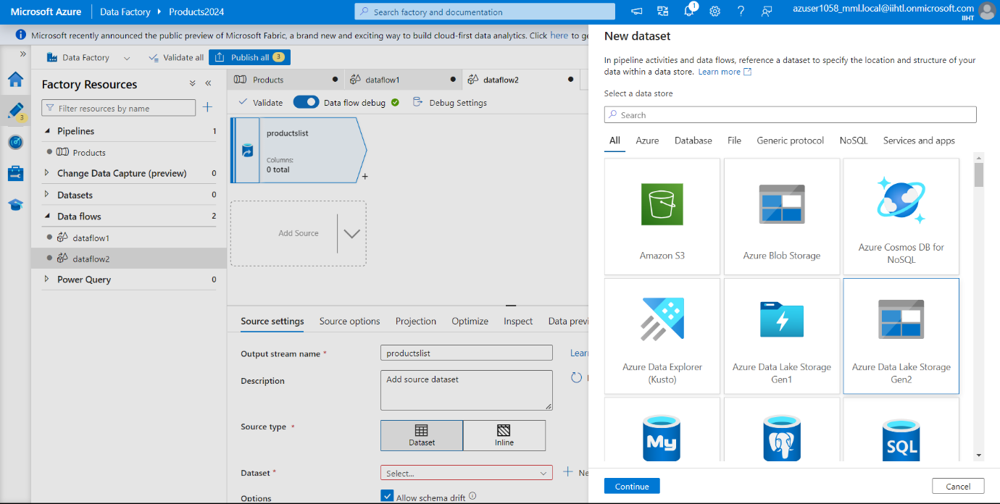 Microsoft Azure
Data Factory
Products2024
Search factory and documentation
1
azuser1058_mml.local@iihtl.onmicrosoft.com
IIHT
Microsoft recently announced the public preview of Microsoft Fabric, a brand new and exciting way to build cloud-first data analytics. Click here to ge
Data Factory
Validate all
Publish all
3
3
Factory Resources
Filter resources by name
Pipelines
1
Products
Change Data Capture (preview)
0
Datasets
0
Data flows
2
dataflow1
dataflow2
Power Query
0
Products
dataflow1
dataflow2
Validate
Data flow debug
Debug Settings
productslist
Columns:
0 total
+
Add Source
Source settings
Source options
Projection
Optimize
Inspect
Data previ
Output stream name *
productslist
Lear
Description
Add source dataset
Source type *
Dataset
Inline
Dataset *
Select...
Ne
Options
Allow schema drift
New dataset
In pipeline activities and data flows, reference a dataset to specify the location and structure of your
data within a data store. Learn more
Select a data store
Search
All
Azure
Database
File
Generic protocol
NoSQL
Services and apps
Amazon S3
Azure Blob Storage
Azure Cosmos DB for
NoSQL
Azure Data Explorer
(Kusto)
Azure Data Lake Storage
Gen1
Azure Data Lake Storage
Gen2
My
SQL
Continue
Cancel